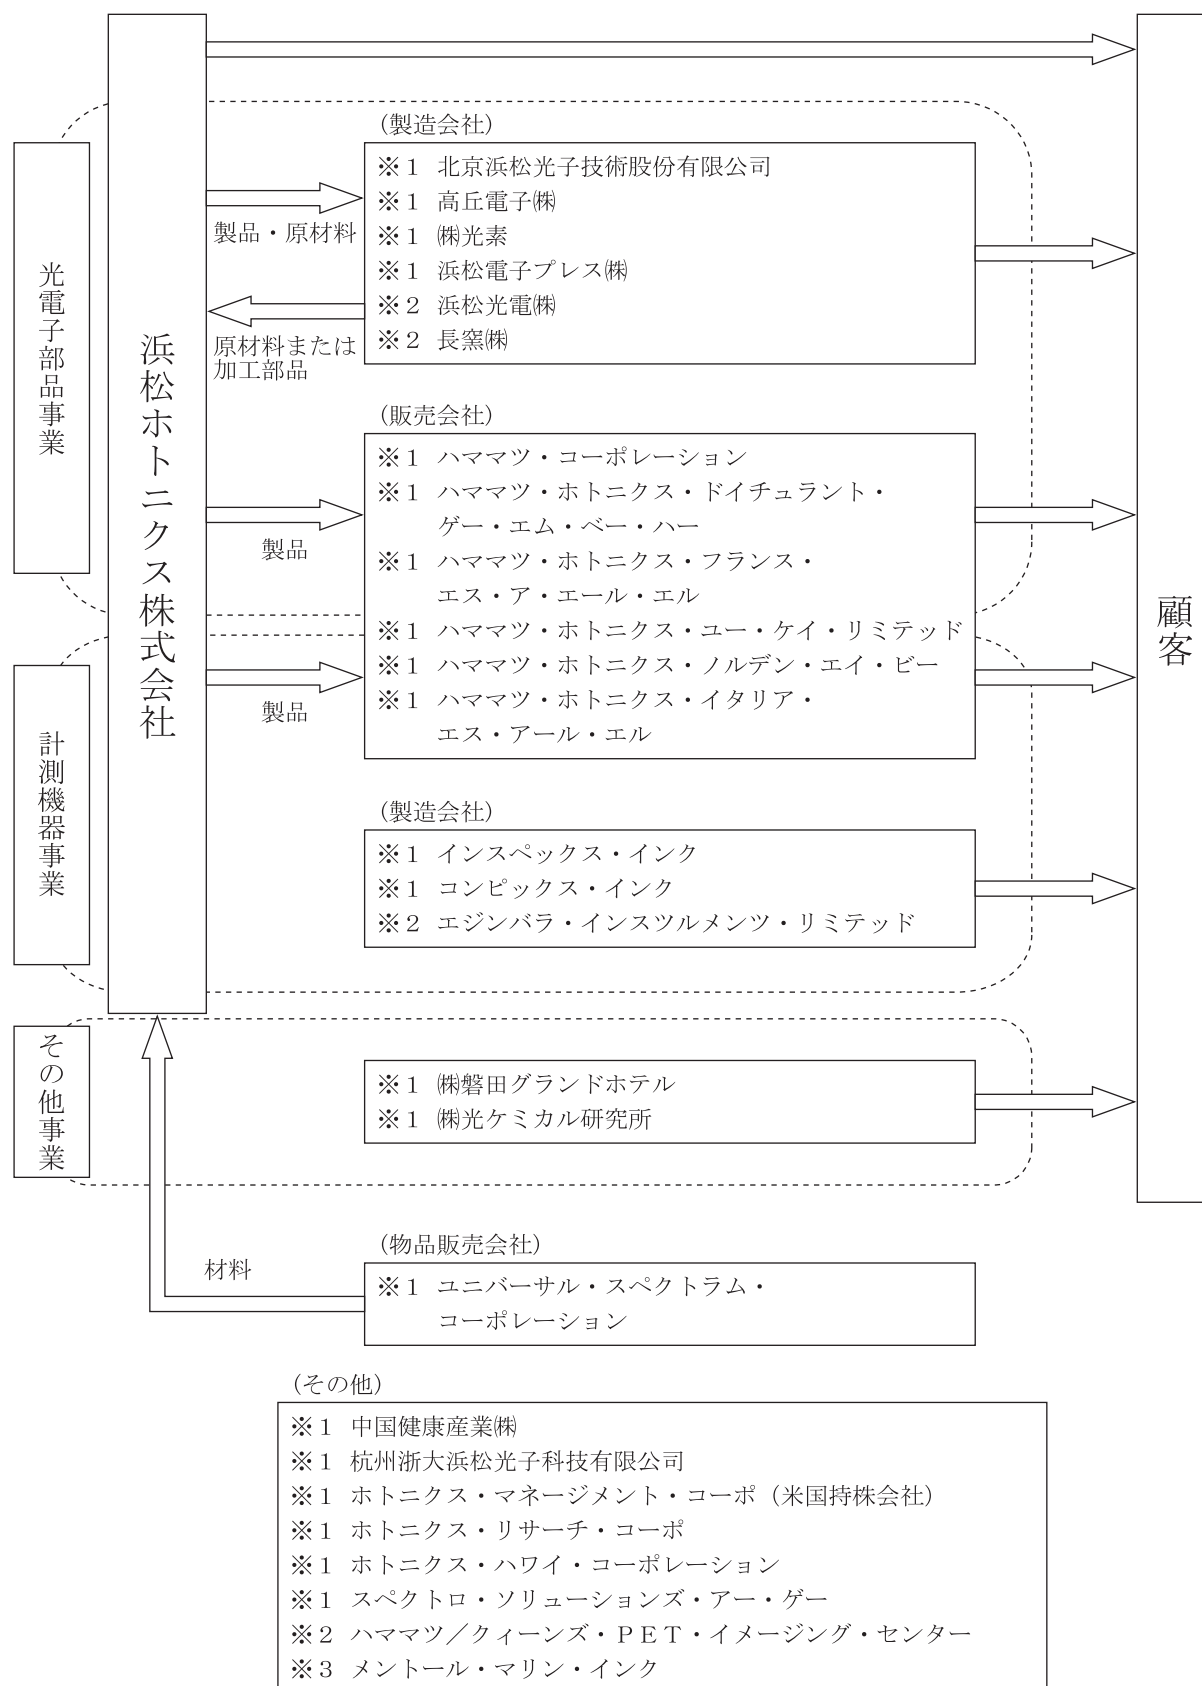 光電子部品事業
計測機器事業
その他事業
浜松ホトニクス株式会社
製品・原材料
原材料または
加工部品
製品
製品
材料
（製造会社）
※１　北京浜松光子技術股份有限公司
※１　高丘電子㈱
※１　㈱光素
※１　浜松電子プレス㈱
※２　浜松光電㈱
※２　長窯㈱
（販売会社）
※１　ハママツ・コーポレーション
※１　ハママツ・ホトニクス・ドイチュラント・
ゲー・エム・ベー・ハー
※１　ハママツ・ホトニクス・フランス・
エス・ア・エール・エル
※１　ハママツ・ホトニクス・ユー・ケイ・リミテッド
※１　ハママツ・ホトニクス・ノルデン・エイ・ビー
※１　ハママツ・ホトニクス・イタリア・
エス・アール・エル
（製造会社）
※１　インスペックス・インク
※１　コンピックス・インク
※２　エジンバラ・インスツルメンツ・リミテッド
※１　㈱磐田グランドホテル
※１　㈱光ケミカル研究所
（物品販売会社）
※１　ユニバーサル・スペクトラム・
コーポレーション
（その他）
※１　中国健康産業㈱
※１　杭州浙大浜松光子科技有限公司
※１　ホトニクス・マネージメント・コーポ（米国持株会社）
※１　ホトニクス・リサーチ・コーポ
※１　ホトニクス・ハワイ・コーポレーション
※１　スペクトロ・ソリューションズ・アー・ゲー
※２　ハママツ／クィーンズ・ＰＥＴ・イメージング・センター
※３　メントール・マリン・インク
顧客